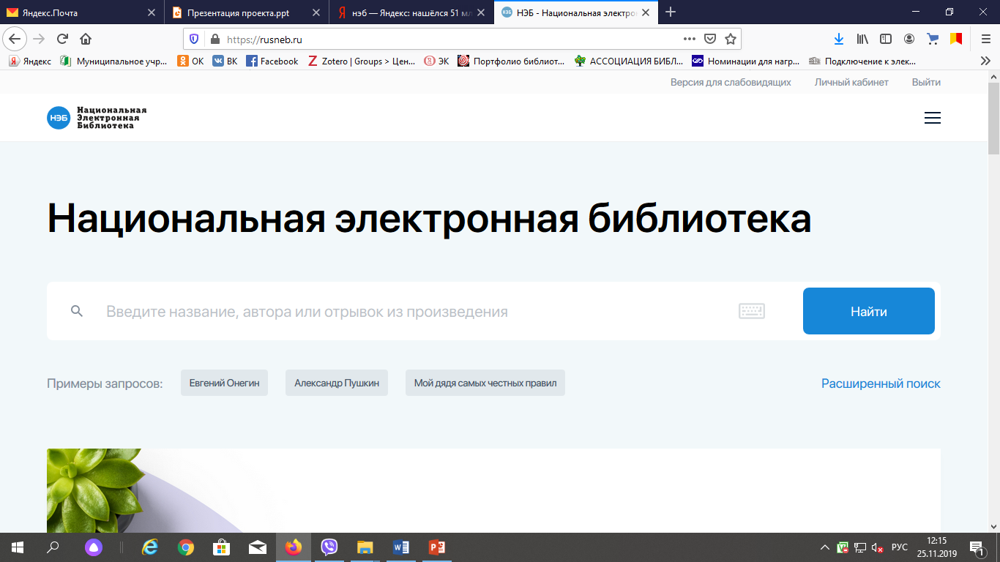 Яндекс.Почта
Презентация проекта.ppt
нэб — Яндекс: нашёлся 51 мл
НЭБ - Национальная электро
https://rusneb.ru
Яндекс
Муниципальное учр...
ОК
ВК
Facebook
Zotero | Groups > Цен...
ЭК
Портфолио библиот...
АССОЦИАЦИЯ БИБЛ...
Номинации для нагр...
Подключение к элек...
Версия для слабовидящих
Личный кабинет
Выйти
НЭБ
Национальная
Электронная
Библиотека
Национальная электронная библиотека
Введите название, автора или отрывок из произведения
Найти
Примеры запросов:
Евгений Онегин
Александр Пушкин
Мой дядя самых честных правил
Расширенный поиск
РУС
12:15
25.11.2019
1